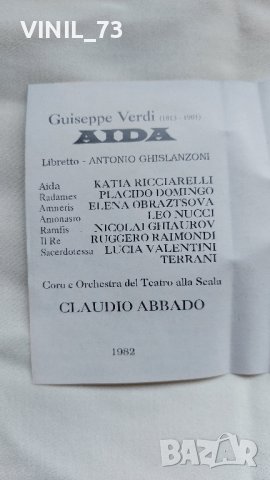 VINIL_73
Guiseppe Verdi (1813 - 1901)
AIDA
Libretto - ANTONIO GHISLANZONI
Aida KATIA RICCIARELLI
Radames PLACIDO DOMINGO
Amneris ELENA OBRAZTSOVA
Amonasro LEO NUCCI
Ramfis NICOLAI GHIAUROV
Il Re RUGGERO RAIMONDI
Sacerdotessa LUCIA VALENTINI
TERRANI
Coru e Orchestra del Teatro alla Scala
CLAUDIO ABBADO
1982
BAZAR